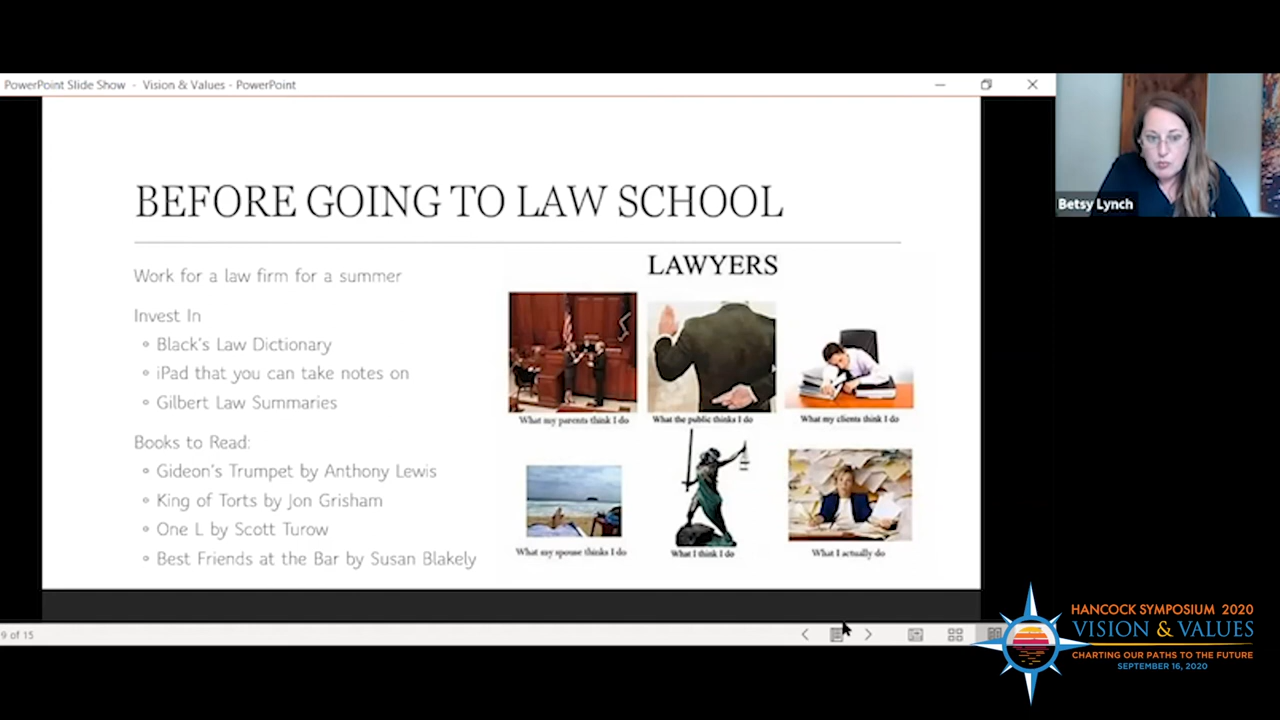 PowerPoint Slide Show - Vision & Values - PowerPoint
Betsy Lynch
BEFORE GOING TO LAW SCHOOL
Work for a law firm for a summer
Invest In
Black's Law Dictionary
iPad that you can take notes on
Gilbert Law Summaries
Books to Read:
Gideon's Trumpet by Anthony Lewis
King of Torts by Jon Grisham
One L by Scott Turow
Best Friends at the Bar by Susan Blakely
LAWYERS
What my parents think I do
What the public thinks I do
What my clients think I do
What my spouse thinks I do
What I think I do
What I actually do
9 of 15
HANCOCK SYMPOSIUM 2020
VISION & VALUES
CHARTING OUR PATHS TO THE FUTURE
SEPTEMBER 16, 2020